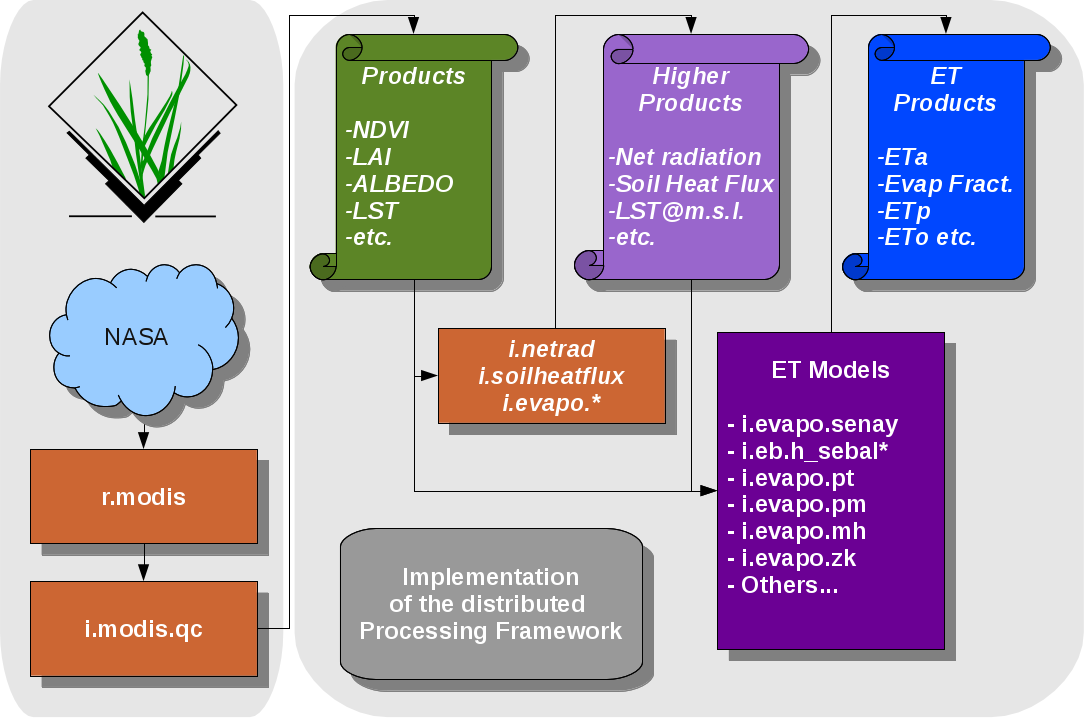 NASA
r.modis
i.modis.qc
Products
-NDVI
-LAI
-ALBEDO
-LST
-etc.
Higher
Products
-Net radiation
-Soil Heat Flux
-LST@m.s.l.
-etc.
ET
Products
-ETa
-Evap Fract.
-ETp
-ETo etc.
i.netrad
i.soilheatflux
i.evapo.*
ET Models
- i.evapo.senay
- i.eb.h_sebal*
- i.evapo.pt
- i.evapo.pm
- i.evapo.mh
- i.evapo.zk
- Others...
Implementation
of the distributed
Processing Framework